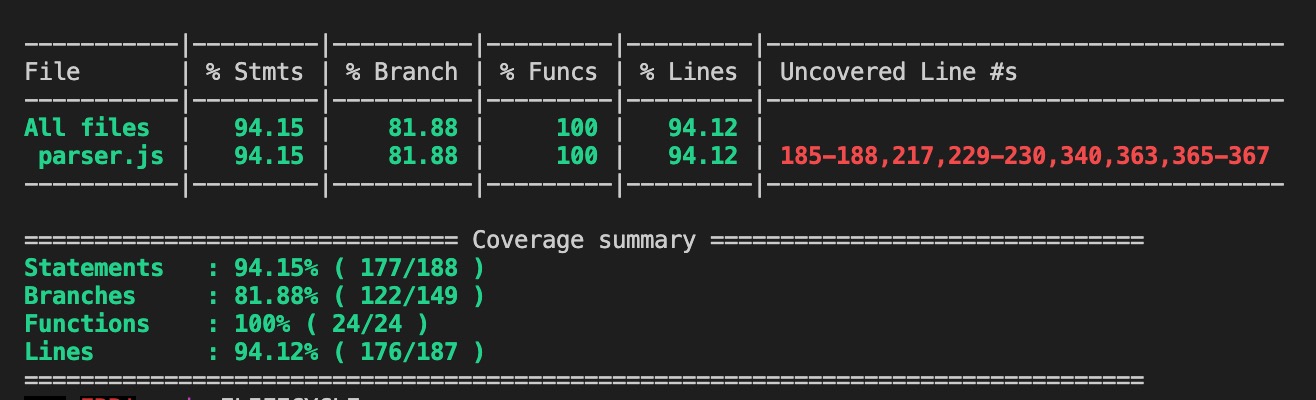 -----------|---------|----------|---------|---------|-------------------------------------
File       | % Stmts | % Branch | % Funcs | % Lines | Uncovered Line #s
-----------|---------|----------|---------|---------|-------------------------------------
All files  |   94.15 |    81.88 |     100 |   94.12 |
 parser.js |   94.15 |    81.88 |     100 |   94.12 | 185-188,217,229-230,340,363,365-367
-----------|---------|----------|---------|---------|-------------------------------------
=============================== Coverage summary ===============================
Statements   : 94.15% ( 177/188 )
Branches     : 81.88% ( 122/149 )
Functions    : 100% ( 24/24 )
Lines        : 94.12% ( 176/187 )
================================================================================